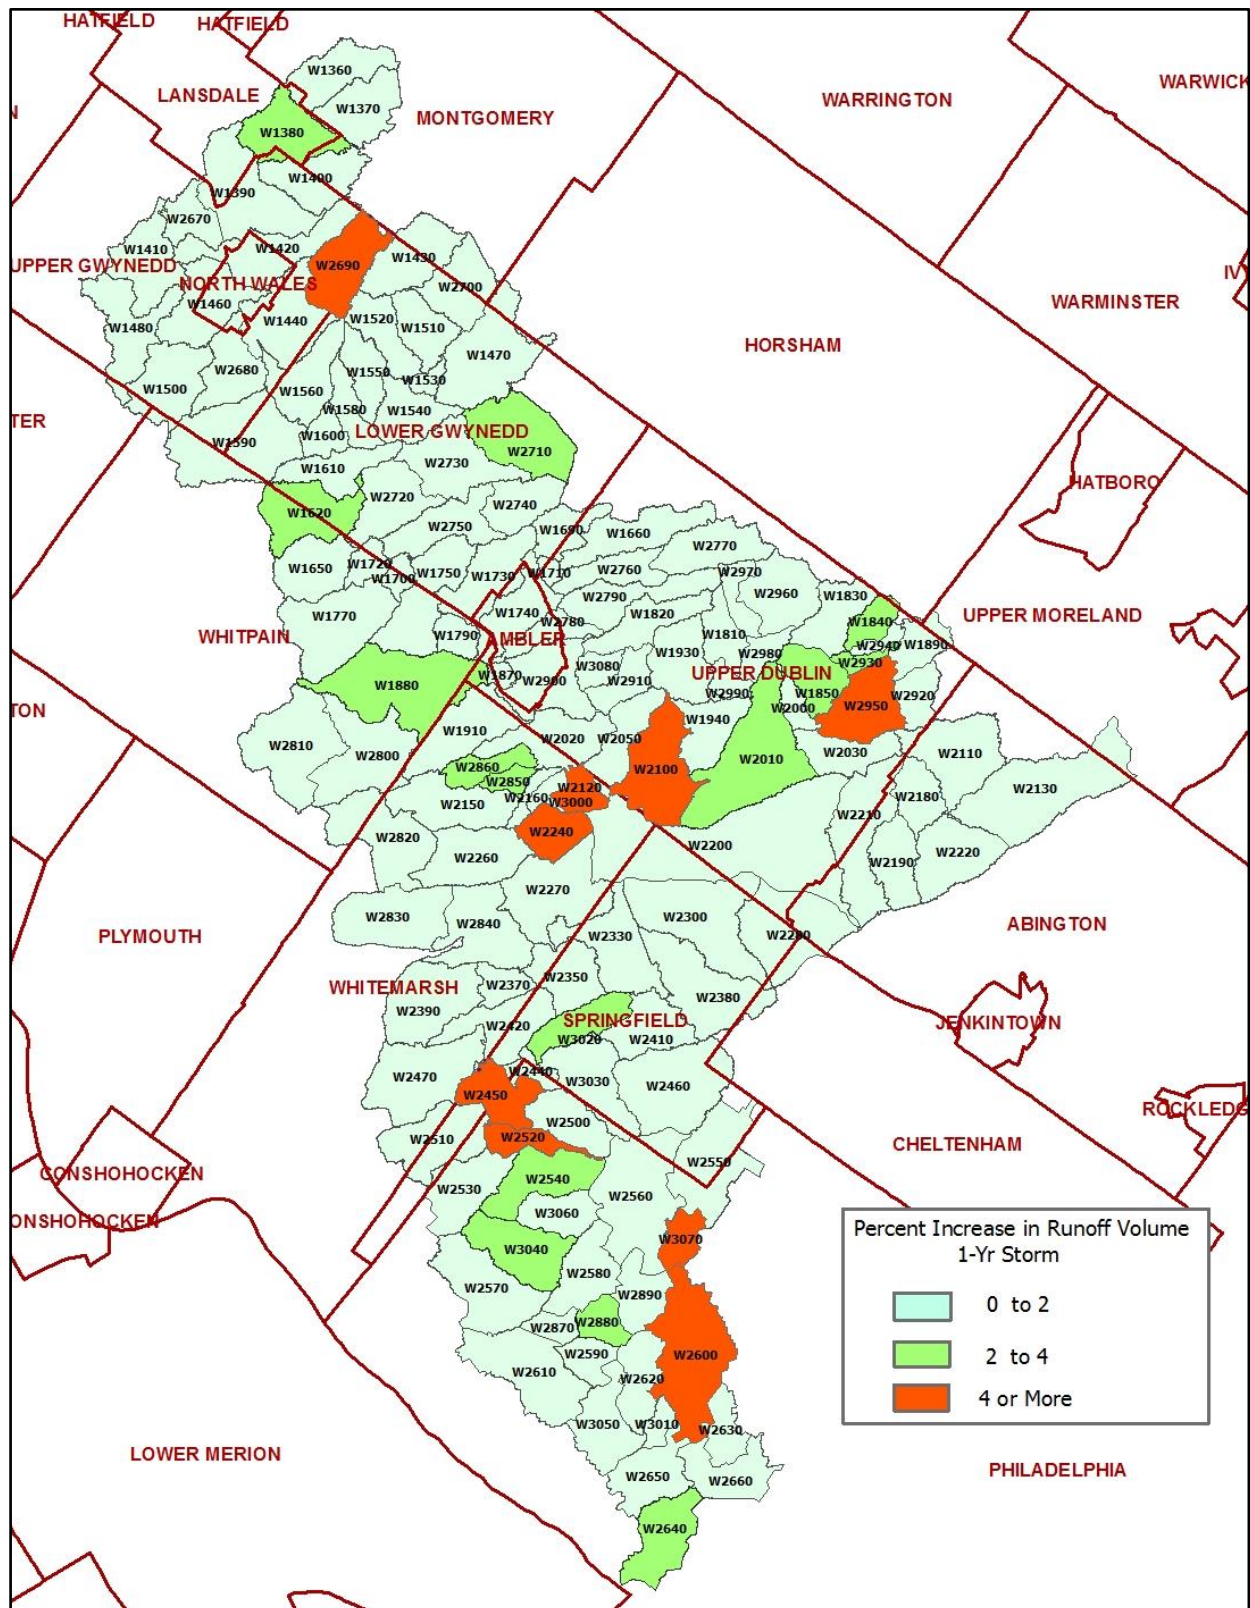 HATFIELD
HATFIELD
W1360
LANSDALE
WARRINGTON
WARWICK
W1370
MONTGOMERY
W1380
W1400
W1390
W2670
W1410
W1420
W1430
UPPER GWYNEDD
W2690
NORTH WALES
W2700
W1460
WARMINSTER
W1440
W1520
W1510
W1480
HORSHAM
W1470
W2680
W1550
W1530
W1500
W1560
W1580
W1540
TER
LOWER GWYNEDD
W1590
W1600
W2710
W2730
W1610
HATBORO
W2720
W2740
W1620
W2750
W1690
W1660
W2770
W1650
W1720
W1700
W1750
W1730
W1710
W2760
W2970
W2790
W2960
W1830
W1770
W1740
W2780
W1820
UPPER MORELAND
W1840
WHITPAIN
W1790
AMBLER
W1810
W2940
W1890
W1930
W2980
W2930
W3080
UPPER DUBLIN
W1870
W2900
W2910
W1880
W2990
W1850
W2000
W2950
W2920
TON
W1940
W1910
W2020
W2050
W2810
W2800
W2030
W2110
W2860
W2850
W2100
W2010
W2120
W2130
W2150
W2160
W3000
W2180
W2210
W2240
W2820
W2200
W2260
W2190
W2220
W2270
W2830
W2840
W2300
ABINGTON
PLYMOUTH
W2330
W2280
W2350
WHITEMARSH
W2370
W2380
W2390
W2420
SPRINGFIELD
JENKINTOWN
W3020
W2410
W2440
W2470
W3030
W2460
W2450
ROCKLEDG
W2500
W2510
W2520
CHELTENHAM
W2550
CONSHOHOCKEN
W2540
W2530
W2560
W3060
ONSHOHOCKEN
W3070
W3040
W2580
W2570
W2890
W2870
W2880
W2590
W2600
W2610
W2620
W3050
W3010
W2630
LOWER MERION
W2650
W2660
PHILADELPHIA
W2640
Percent Increase in Runoff Volume
1-Yr Storm
0 to 2
2 to 4
4 or More